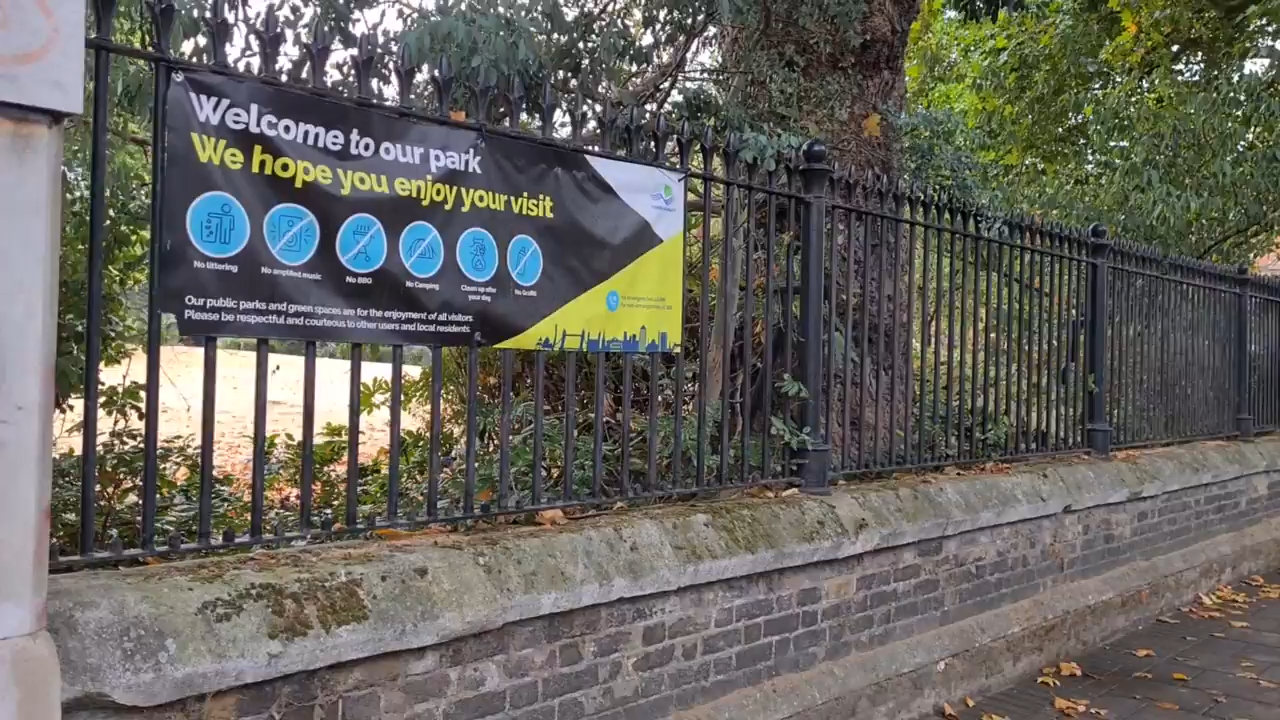 Welcome to our park
We hope you enjoy your visit
No littering
No amplified music
No BBQ
No Camping
Clean up after
your dog
No Graffiti
Our public parks and green spaces are for the enjoyment of all visitors.
Please be respectful and courteous to other users and local residents.